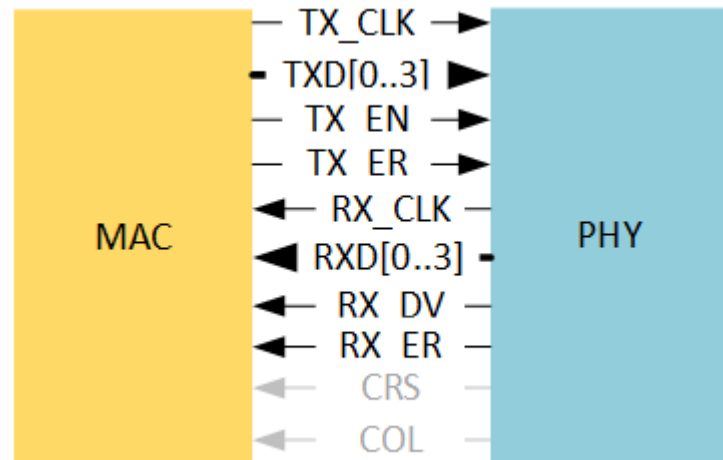 TX_CLK
TXD[0..3]
TX_EN
TX_ER
RX_CLK
MAC
PHY
RXD[0..3]
RX_DV
RX_ER
CRS
COL